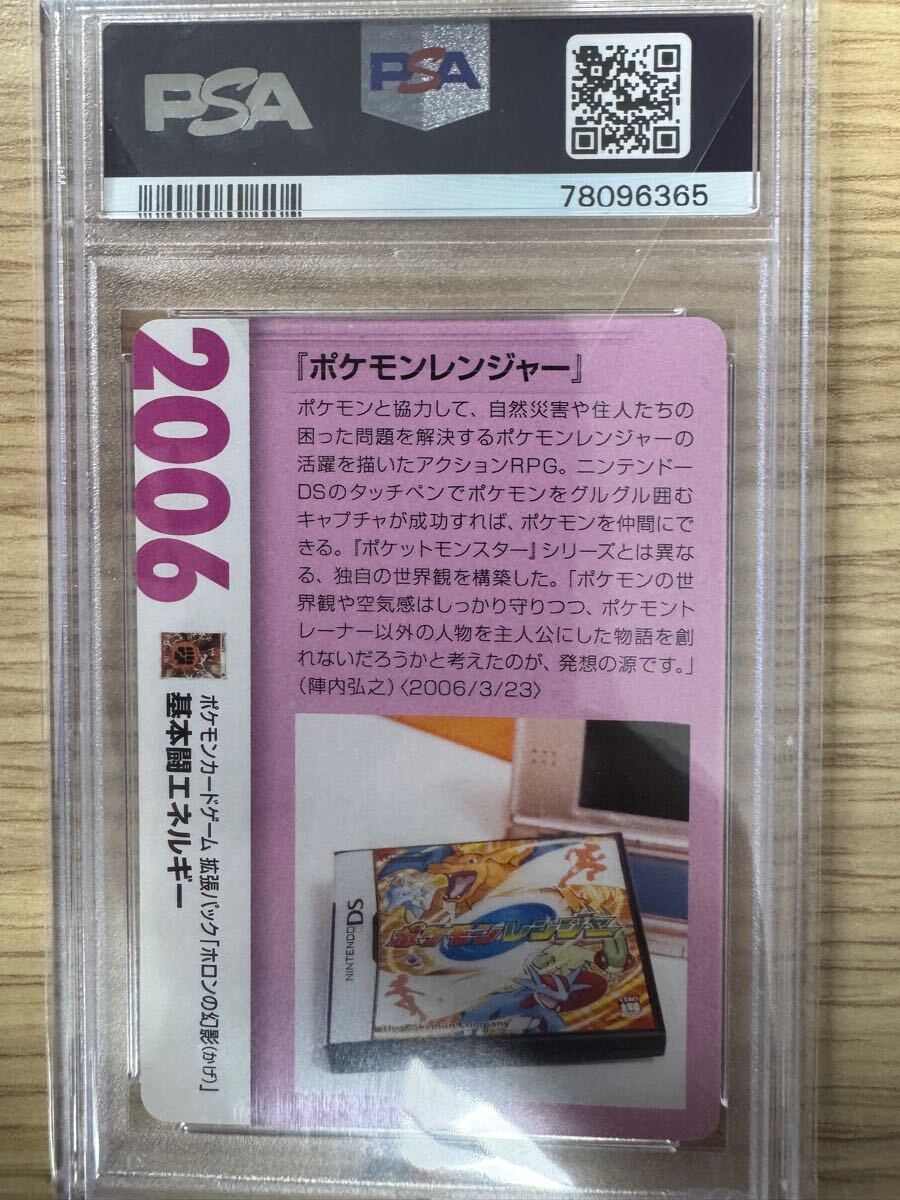 PSA
PSA
78096365
2006
『ポケモンレンジャー』
ポケモンと協力して、自然災害や住人たちの
困った問題を解決するポケモンレンジャーの
活躍を描いたアクションRPG。ニンテンドー
DSのタッチペンでポケモンをグルグル囲む
キャプチャが成功すれば、ポケモンを仲間にで
きる。『ポケットモンスター』シリーズとは異な
る、独自の世界観を構築した。「ポケモンの世
界観や空気感はしっかり守りつつ、ポケモント
レーナー以外の人物を主人公にした物語を創
れないだろうかと考えたのが、発想の源です。」
(陣内弘之)〈2006/3/23〉
ポケモンカードゲーム 拡張パック「ホロンの幻影(かげ)」
基本闘エネルギー
NINTENDO DS
ポケモンレンジャー
The Pokémon Company